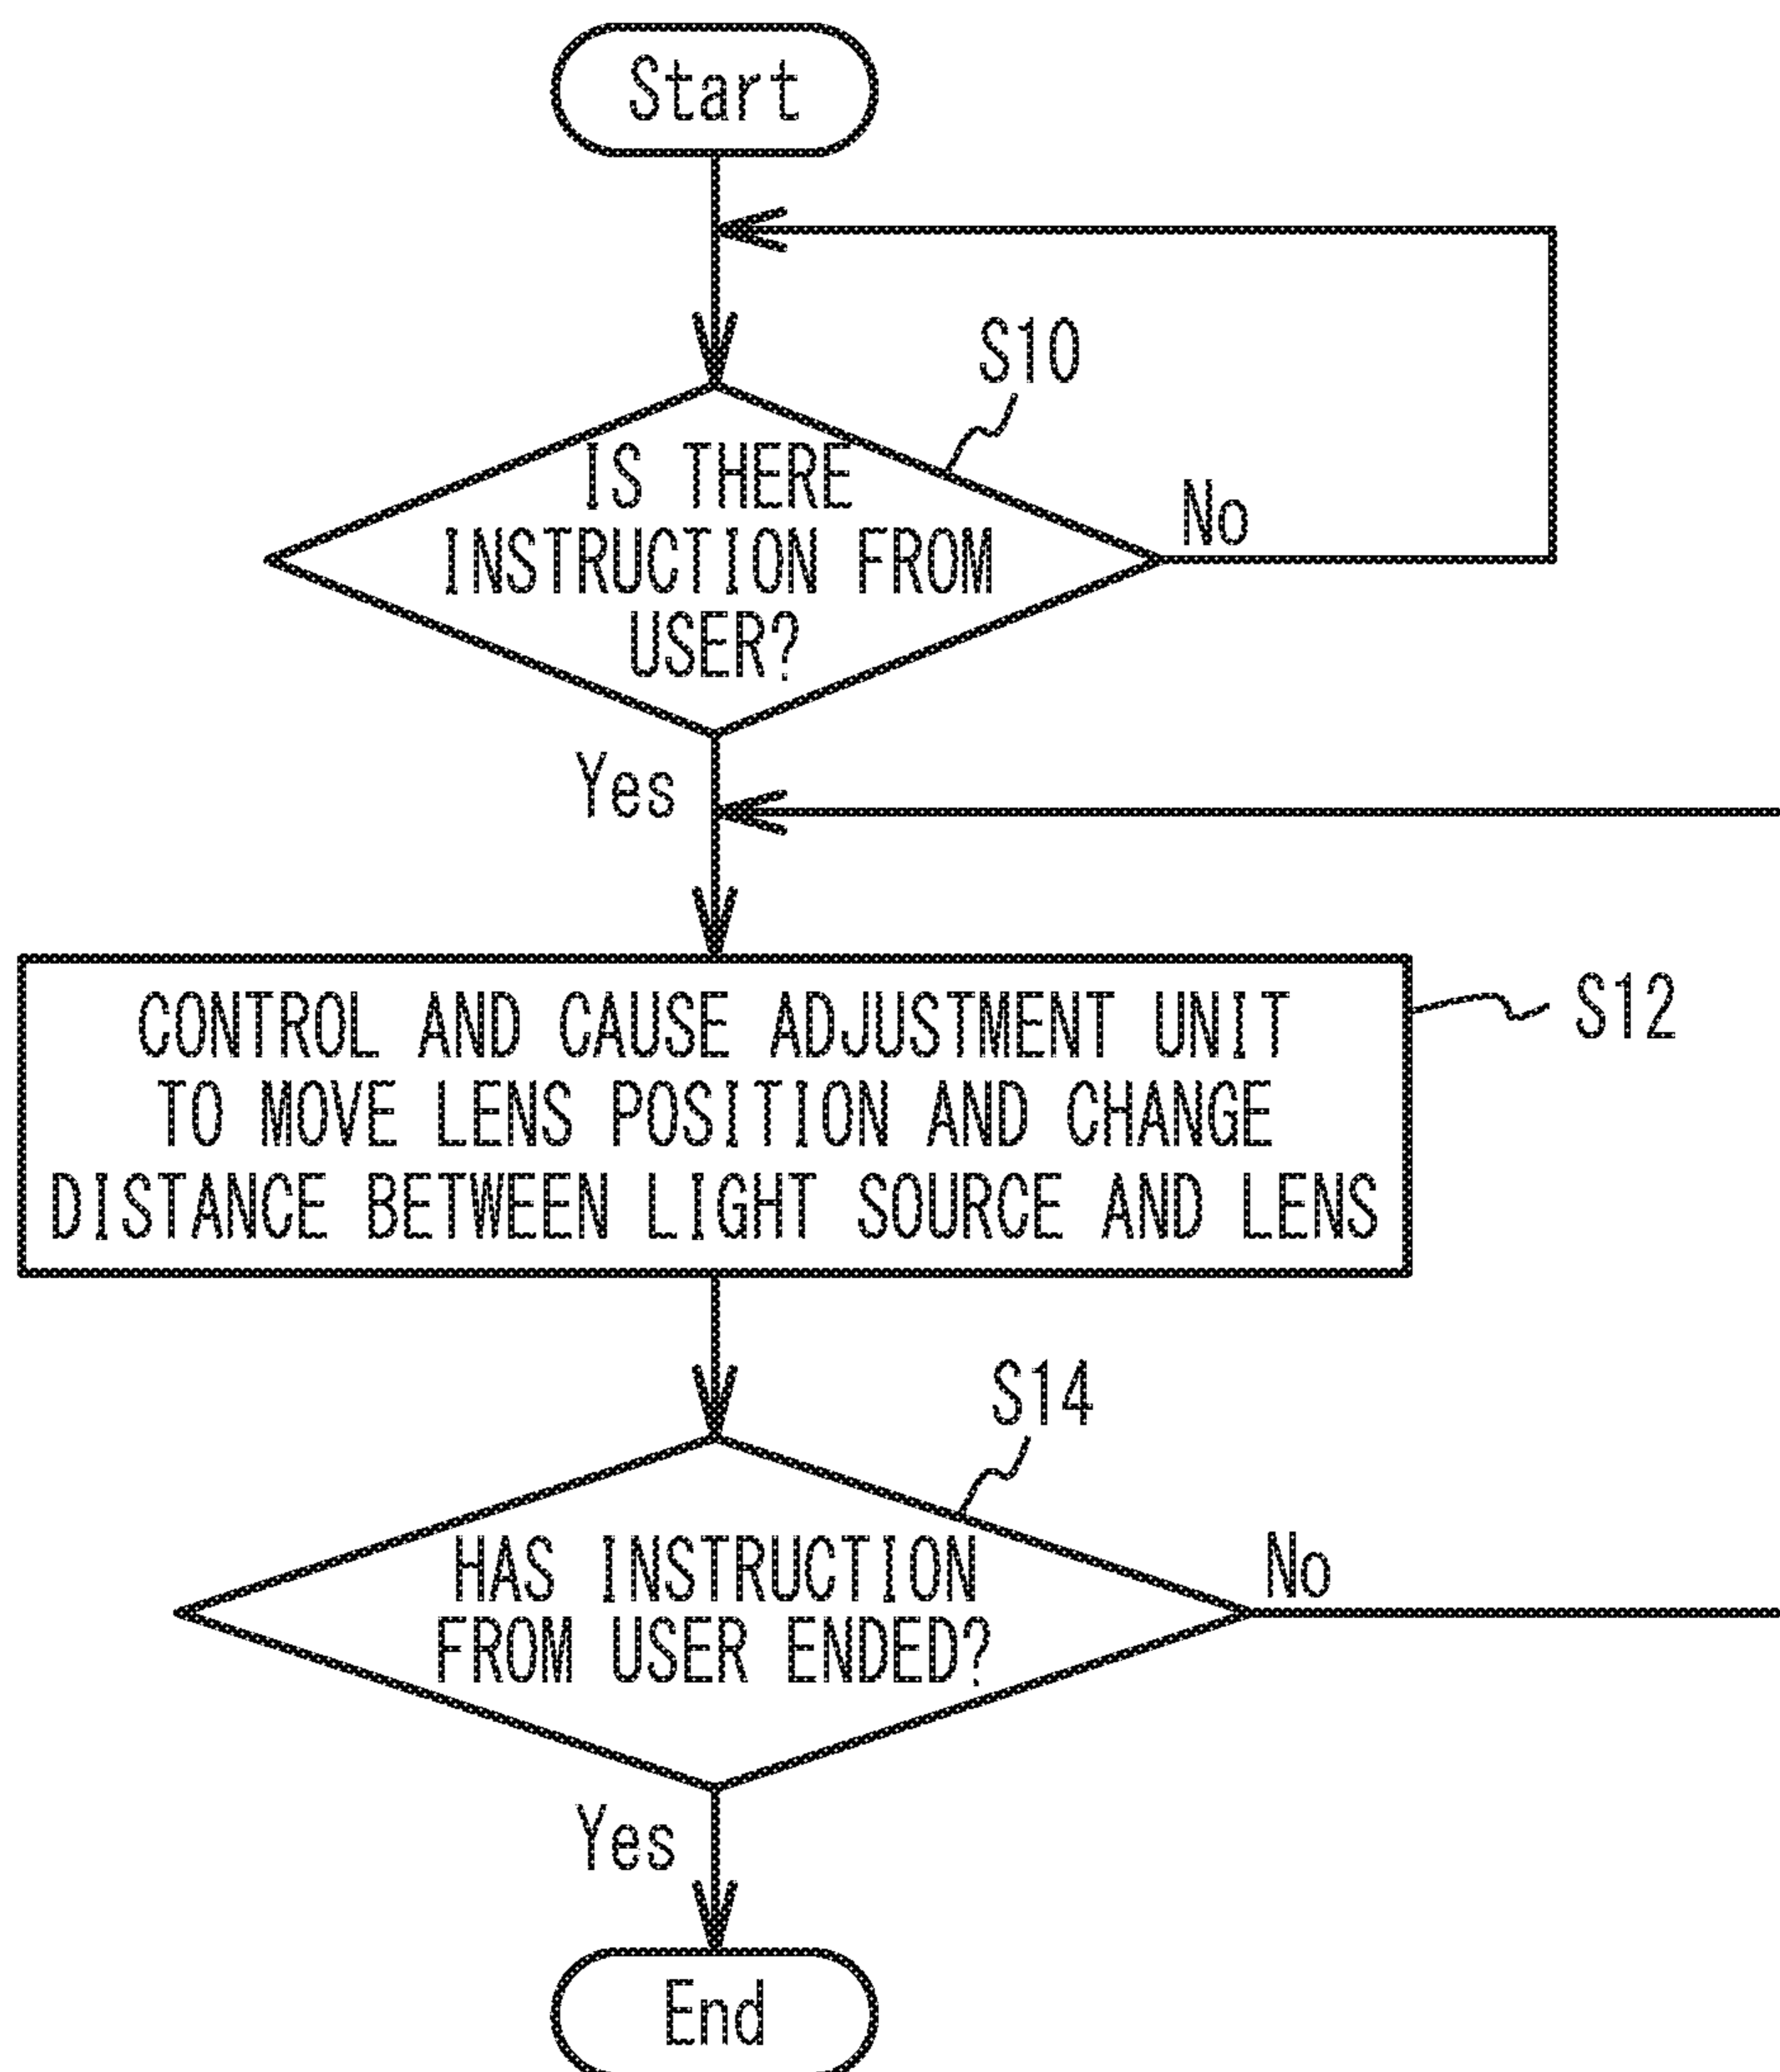 Start
S10
IS THERE
INSTRUCTION FROM
USER?
No
Yes
CONTROL AND CAUSE ADJUSTMENT UNIT
TO MOVE LENS POSITION AND CHANGE
DISTANCE BETWEEN LIGHT SOURCE AND LENS
S12
S14
HAS INSTRUCTION
FROM USER ENDED?
No
Yes
End